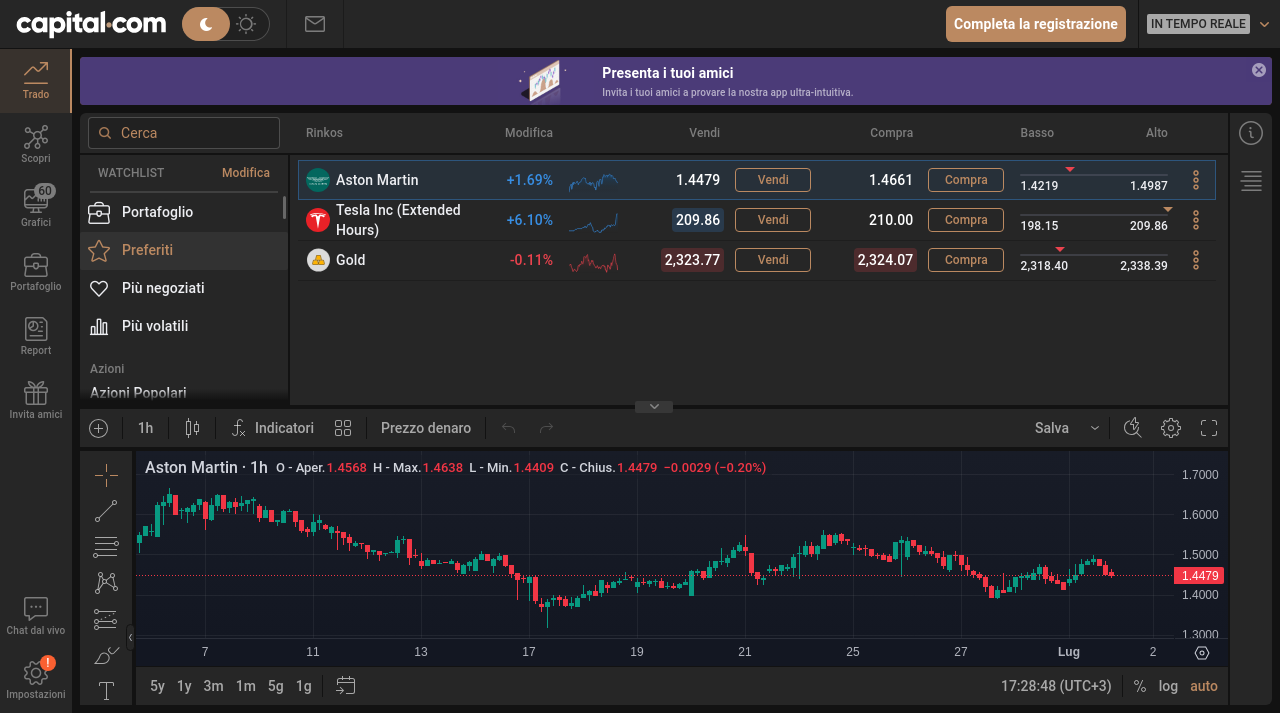 capital.com
Completa la registrazione
IN TEMPO REALE
Presenta i tuoi amici
Invita i tuoi amici a provare la nostra app ultra-intuitiva.
Trado
Scopri
60
Grafici
Portafoglio
Report
Invita amici
Chat dal vivo
!
Impostazioni
Cerca
Rinkos Modifica Vendi Compra Basso Alto
WATCHLIST Modifica
Portafoglio
Preferiti
Più negoziati
Più volatili
Azioni
Azioni Popolari
Aston Martin +1.69% 1.4479 Vendi 1.4661 Compra 1.4219 1.4987
Tesla Inc (Extended
Hours) +6.10% 209.86 Vendi 210.00 Compra 198.15 209.86
Gold -0.11% 2,323.77 Vendi 2,324.07 Compra 2,318.40 2,338.39
1h Indicatori Prezzo denaro Salva
Aston Martin · 1h O - Aper.1.4568 H - Max.1.4638 L - Min.1.4409 C - Chius.1.4479 −0.0029 (−0.20%)
1.7000
1.6000
1.5000
1.4479
1.4000
1.3000
7 11 13 17 19 21 25 27 Lug 2
5y 1y 3m 1m 5g 1g 17:28:48 (UTC+3) % log auto